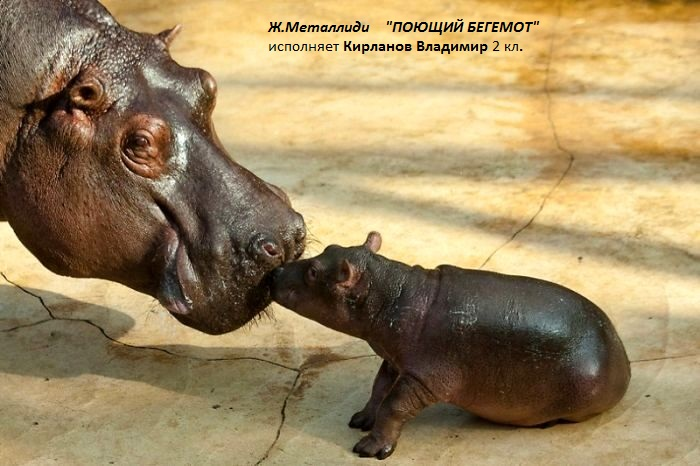 Ж.Металлиди "ПОЮЩИЙ БЕГЕМОТ"
исполняет Кирланов Владимир 2 кл.